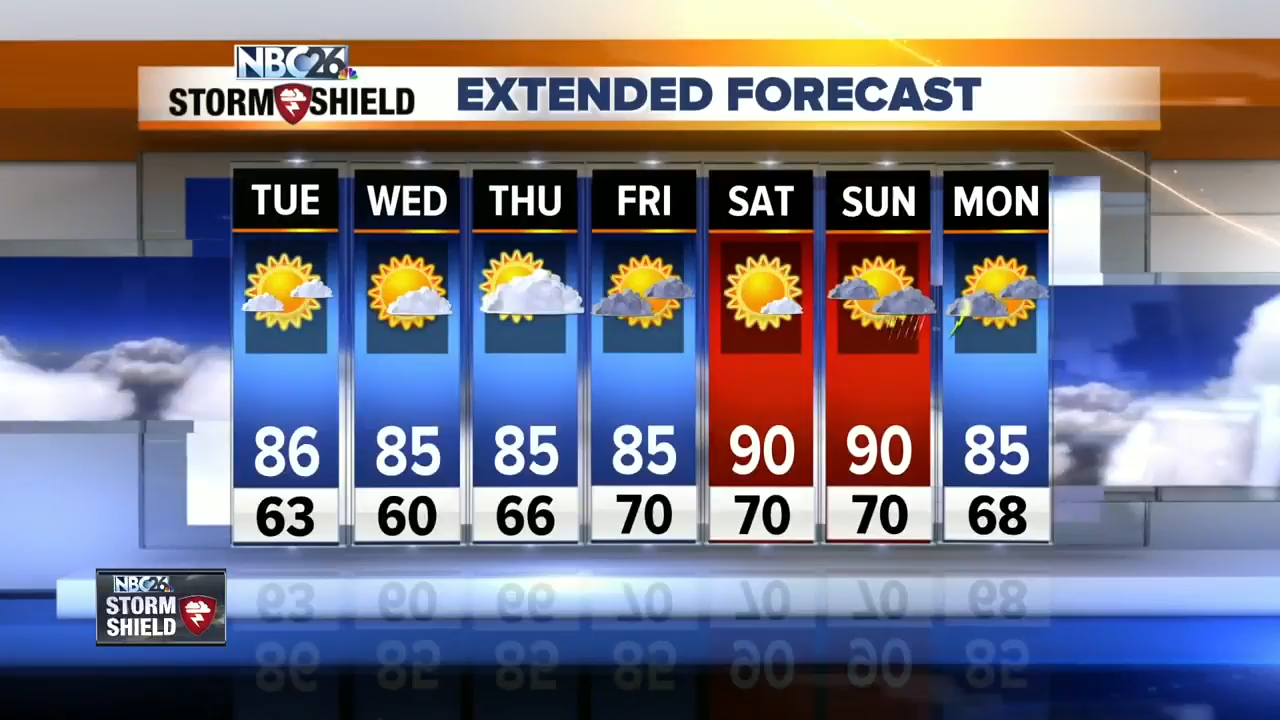 NBC26
STORM SHIELD
EXTENDED FORECAST
TUE WED THU FRI SAT SUN MON
86 85 85 85 90 90 85
63 60 66 70 70 70 68
NBC26
STORM
SHIELD